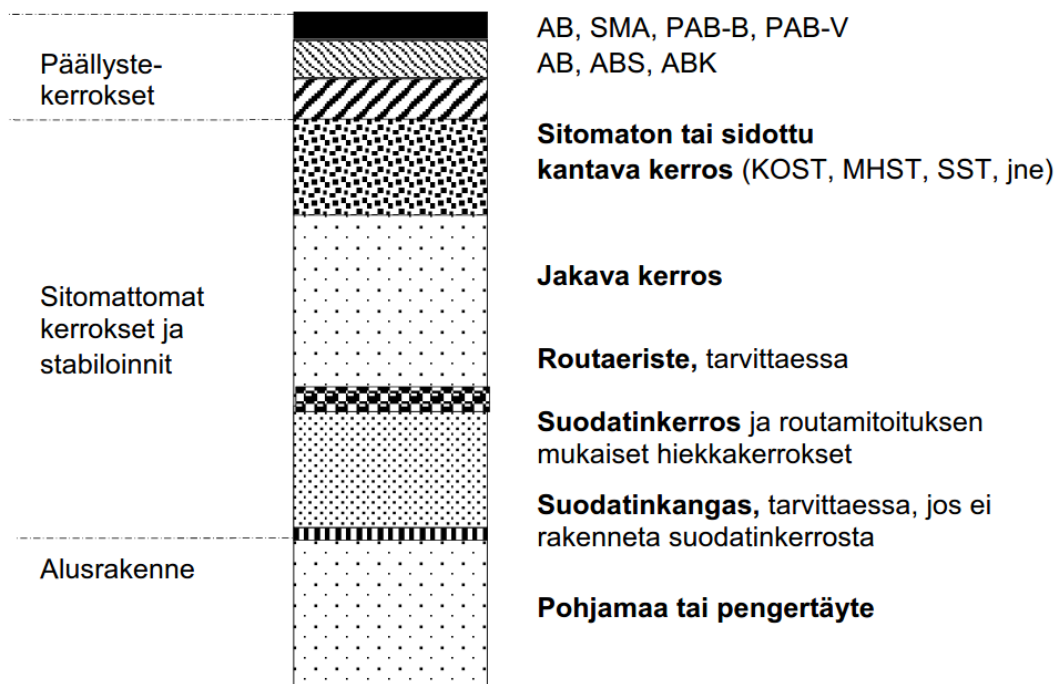 Päällyste-
kerrokset
Sitomattomat
kerrokset ja
stabiloinnit
Alusrakenne
AB, SMA, PAB-B, PAB-V
AB, ABS, ABK
Sitomaton tai sidottu
kantava kerros (KOST, MHST, SST, jne)
Jakava kerros
Routaeriste, tarvittaessa
Suodatinkerros ja routamitoituksen
mukaiset hiekkakerrokset
Suodatinkangas, tarvittaessa, jos ei
rakenneta suodatinkerrosta
Pohjamaa tai pengertäyte